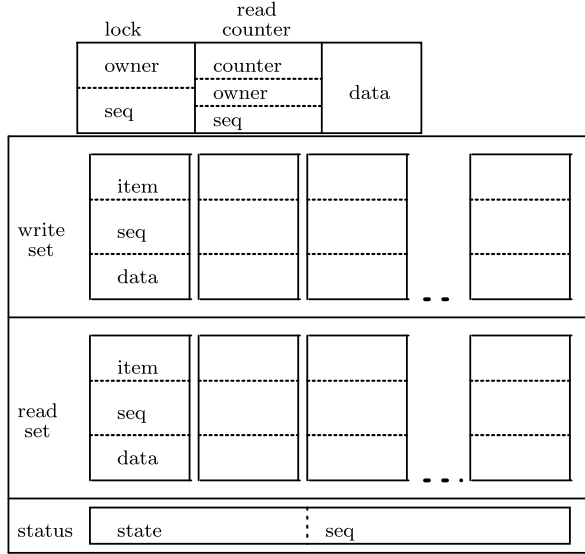 read
lock counter
owner counter
owner data
seq seq
item
write seq
set
data
item
read seq
set
data
status state seq